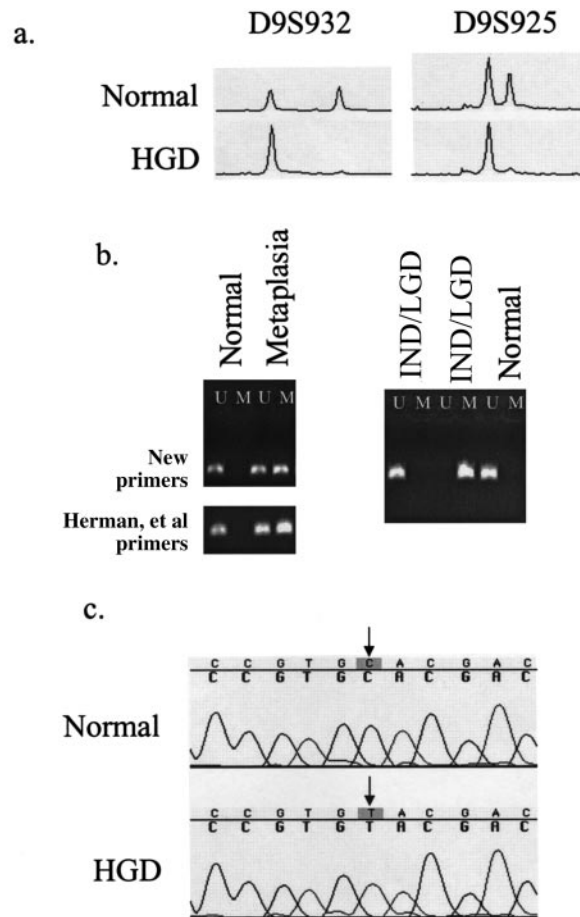 a.
D9S932 D9S925
Normal
HGD
b.
Normal Metaplasia IND/LGD IND/LGD Normal
U M U M U M U M U M
New primers
Herman, et al primers
c.
C C G T G C A C G A C
C C G T G C A C G A C
Normal
C C G T G T A C G A C
C C G T G T A C G A C
HGD